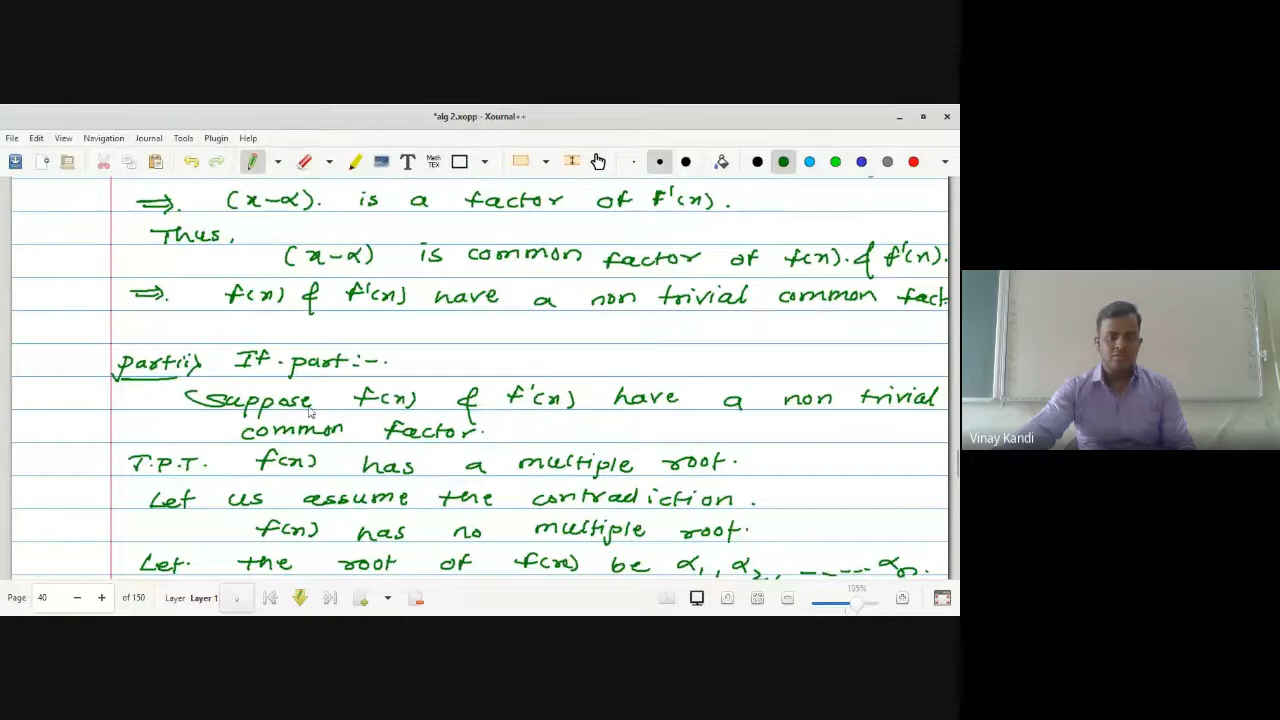 *alg 2.xopp - Xournal++
File Edit View Navigation Journal Tools Plugin Help
T Math TEX
⇒. (x-α). is a factor of f'(x).
Thus,
(x-α) is common factor of f(x). & f'(x).
⇒. f(x) & f'(x) have a non trivial common fact
Part ii) If part:-.
Suppose f(x) & f'(x) have a non trivial
common factor.
T.P.T. f(x) has a multiple root.
Let us assume the contradiction.
f(x) has no multiple root.
Let. the root of f(x) be α1, α2, ------ αn.
Vinay Kandi
Page 40 of 150 Layer Layer 1 195%